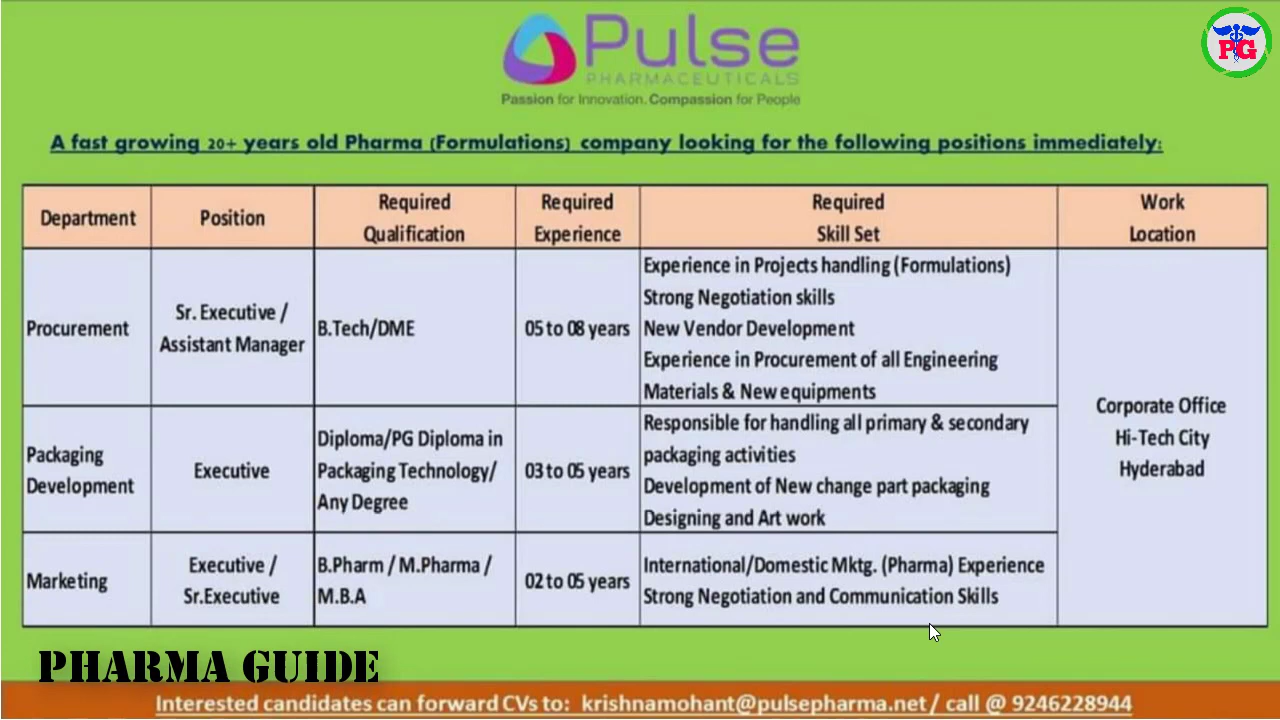 Pulse
PHARMACEUTICALS
Passion for Innovation. Compassion for People
PG
A fast growing 20+ years old Pharma (Formulations) company looking for the following positions immediately:
Department
Position
Required
Qualification
Required
Experience
Required
Skill Set
Work
Location
Procurement
Sr. Executive /
Assistant Manager
B.Tech/DME
05 to 08 years
Experience in Projects handling (Formulations)
Strong Negotiation skills
New Vendor Development
Experience in Procurement of all Engineering
Materials & New equipments
Packaging
Development
Executive
Diploma/PG Diploma in
Packaging Technology/
Any Degree
03 to 05 years
Responsible for handling all primary & secondary
packaging activities
Development of New change part packaging
Designing and Art work
Marketing
Executive /
Sr.Executive
B.Pharm / M.Pharma /
M.B.A
02 to 05 years
International/Domestic Mktg. (Pharma) Experience
Strong Negotiation and Communication Skills
Corporate Office
Hi-Tech City
Hyderabad
PHARMA GUIDE
Interested candidates can forward CVs to: krishnamohant@pulsepharma.net / call @ 9246228944